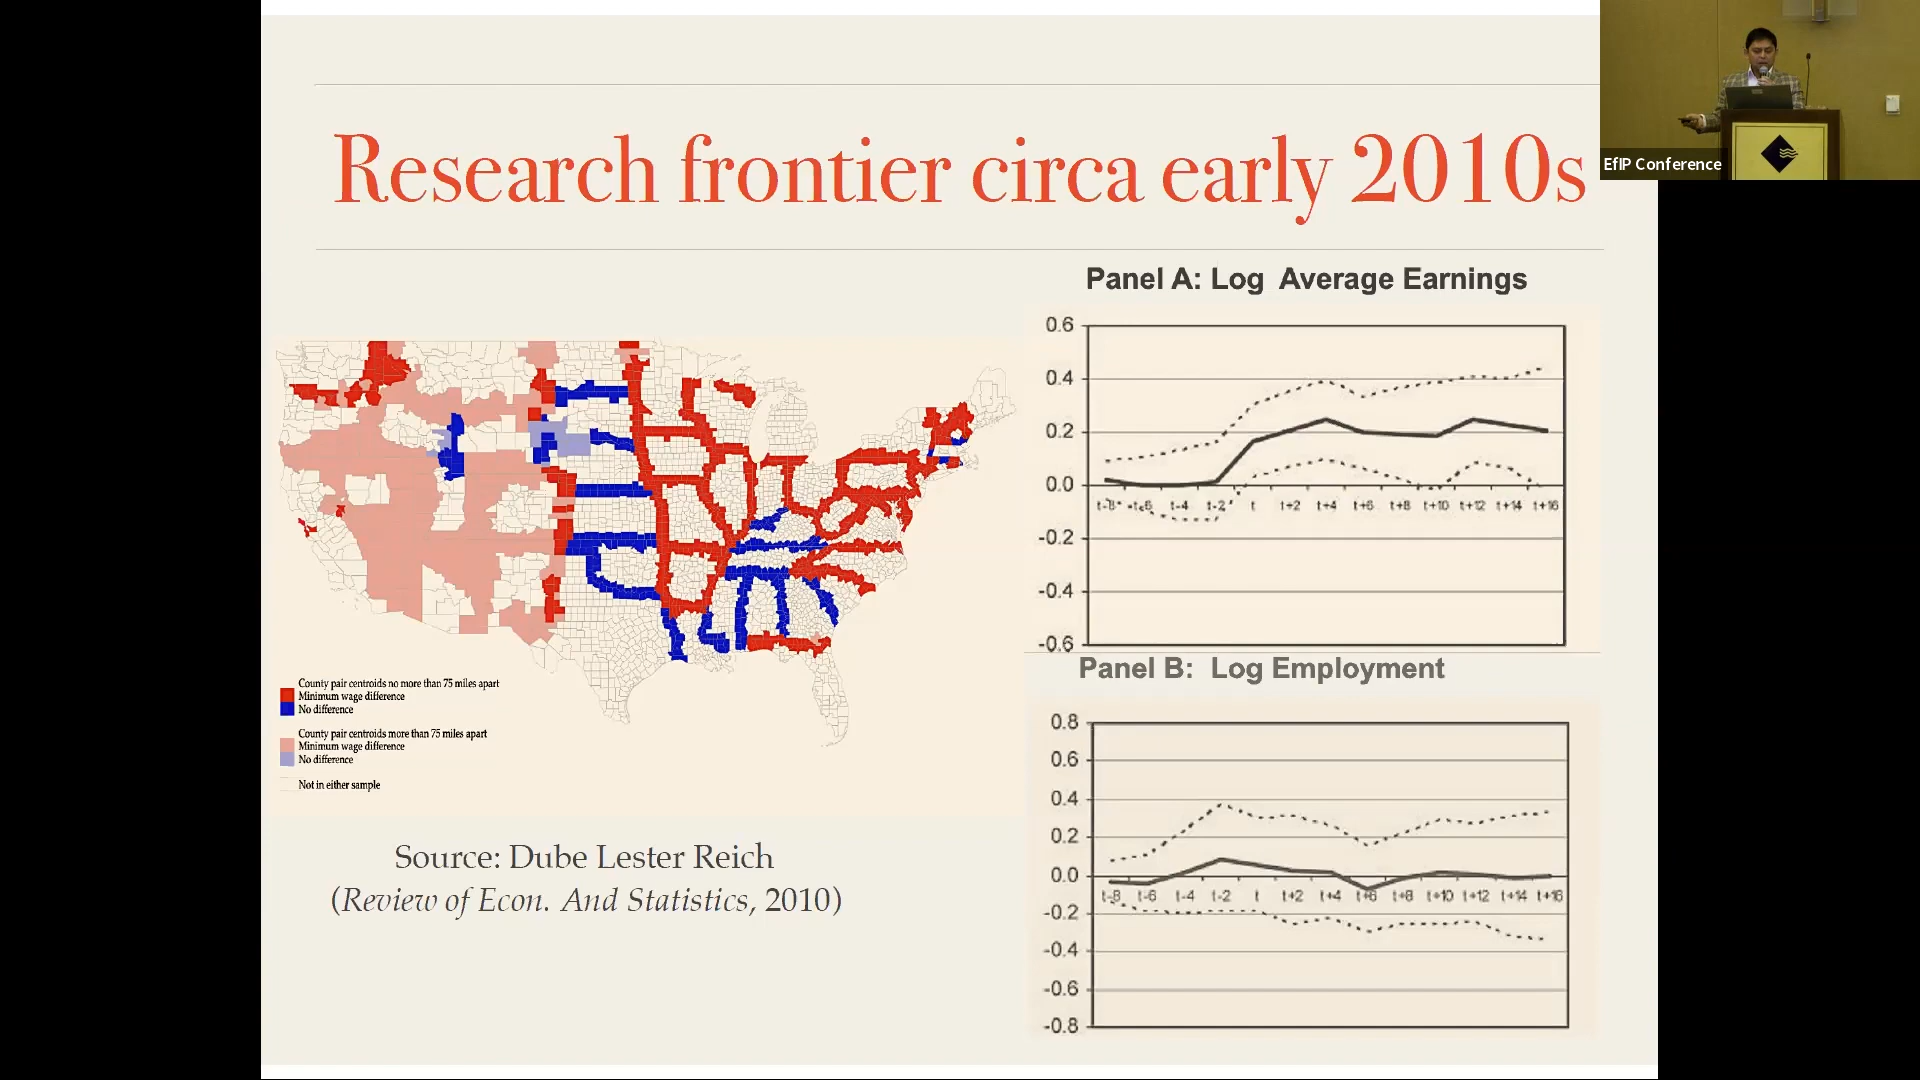 Research frontier circa early 2010s
EfIP Conference
County pair centroids no more than 75 miles apart
Minimum wage difference
No difference
County pair centroids more than 75 miles apart
Minimum wage difference
No difference
Not in either sample
Source: Dube Lester Reich
(Review of Econ. And Statistics, 2010)
Panel A: Log Average Earnings
0.6
0.4
0.2
0.0
t-8 t-6 t-4 t-2 t t+2 t+4 t+6 t+8 t+10 t+12 t+14 t+16
-0.2
-0.4
-0.6
Panel B: Log Employment
0.8
0.6
0.4
0.2
0.0
t-8 t-6 t-4 t-2 t t+2 t+4 t+6 t+8 t+10 t+12 t+14 t+16
-0.2
-0.4
-0.6
-0.8